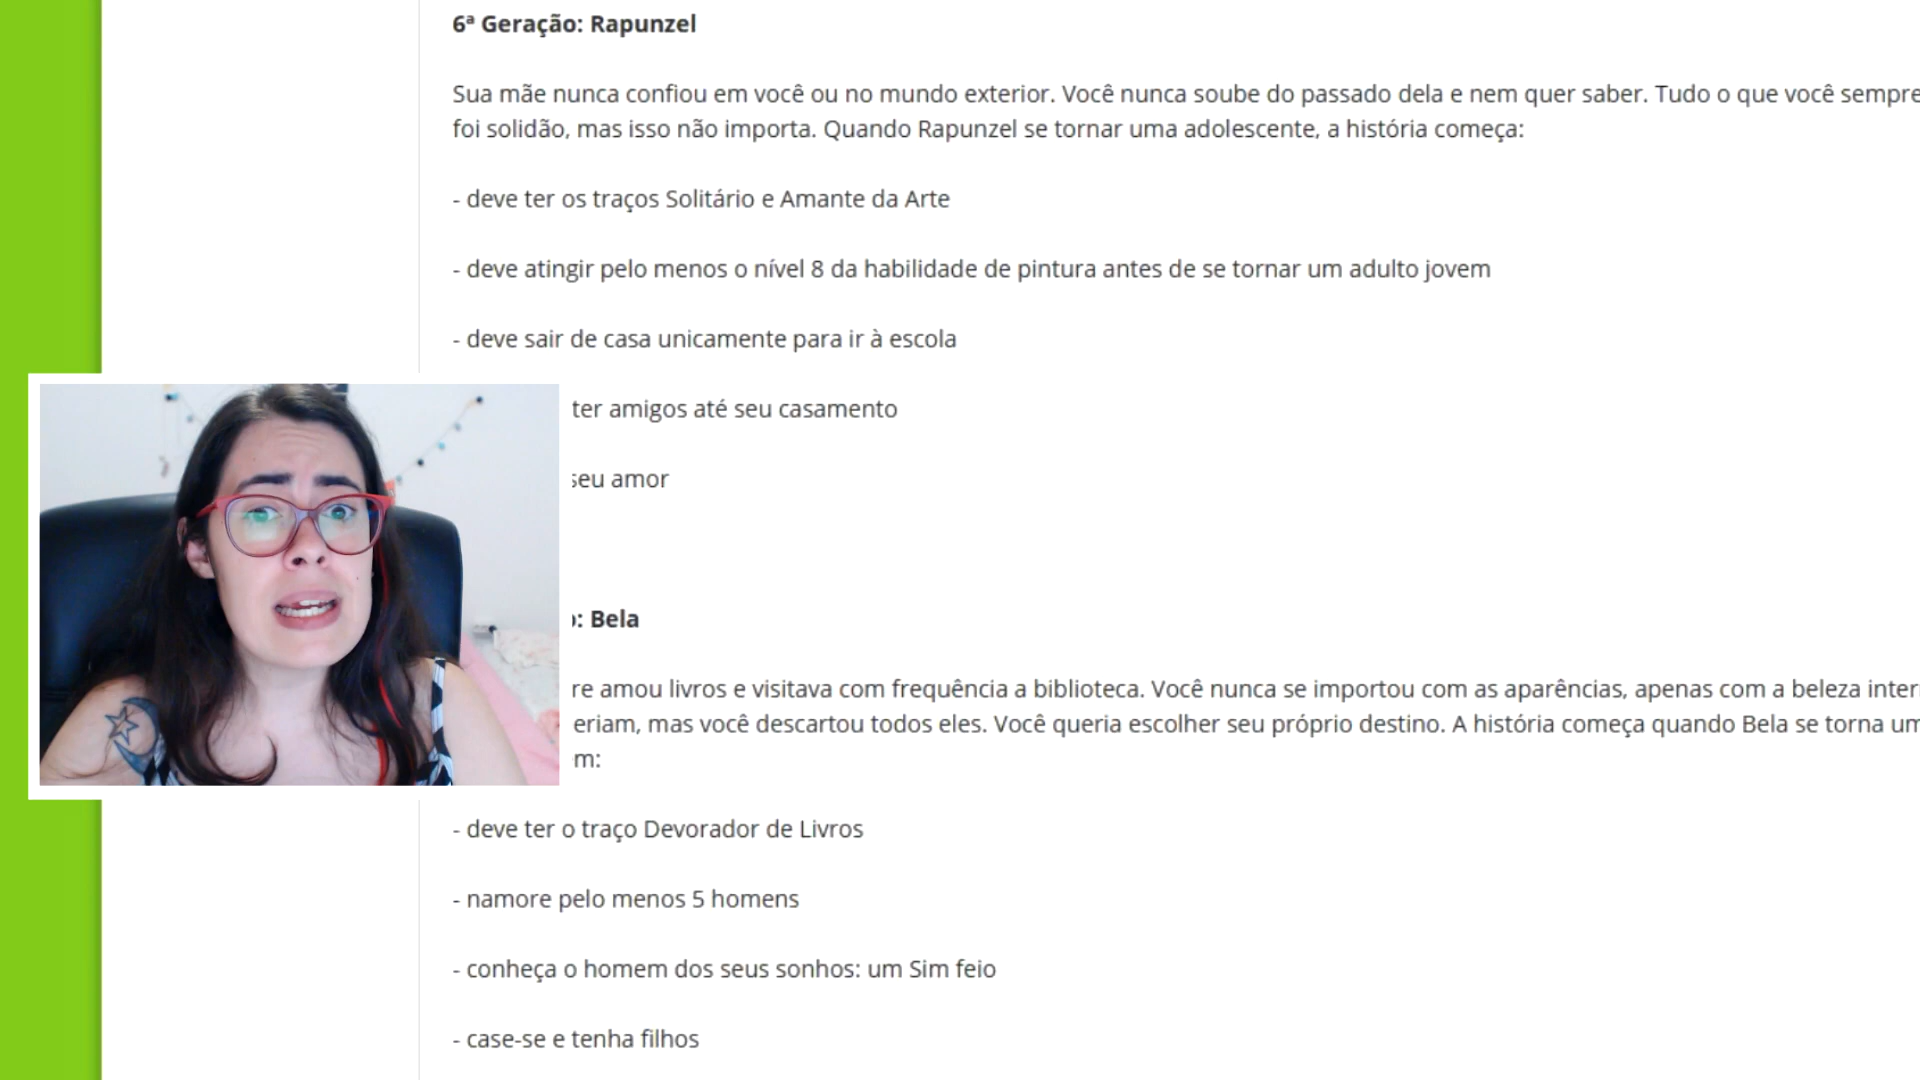 6ª Geração: Rapunzel
Sua mãe nunca confiou em você ou no mundo exterior. Você nunca soube do passado dela e nem quer saber. Tudo o que você sempre
foi solidão, mas isso não importa. Quando Rapunzel se tornar uma adolescente, a história começa:
- deve ter os traços Solitário e Amante da Arte
- deve atingir pelo menos o nível 8 da habilidade de pintura antes de se tornar um adulto jovem
- deve sair de casa unicamente para ir à escola
ter amigos até seu casamento
seu amor
: Bela
re amou livros e visitava com frequência a biblioteca. Você nunca se importou com as aparências, apenas com a beleza inter
eriam, mas você descartou todos eles. Você queria escolher seu próprio destino. A história começa quando Bela se torna um
m:
- deve ter o traço Devorador de Livros
- namore pelo menos 5 homens
- conheça o homem dos seus sonhos: um Sim feio
- case-se e tenha filhos